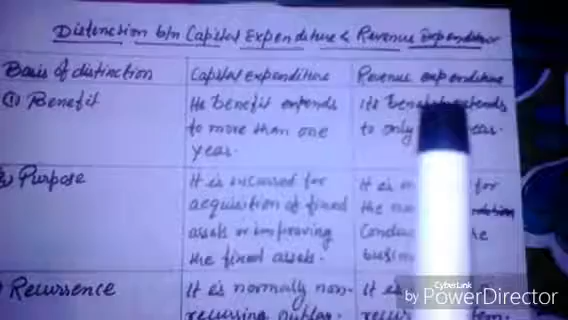 Distinction b/n Capital Expenditure & Revenue Expenditure
Basis of distinction Capital expenditure Revenue expenditure
① Benefit
Its benefit extends
to more than one
year.
Its
to only
Purpose
It is incurred for
acquisition of fixed
assets or improving
the fixed assets.
It is for
the
Recurrence
It is normally non-
recurring outlay.
It is
CyberLink
by PowerDirector